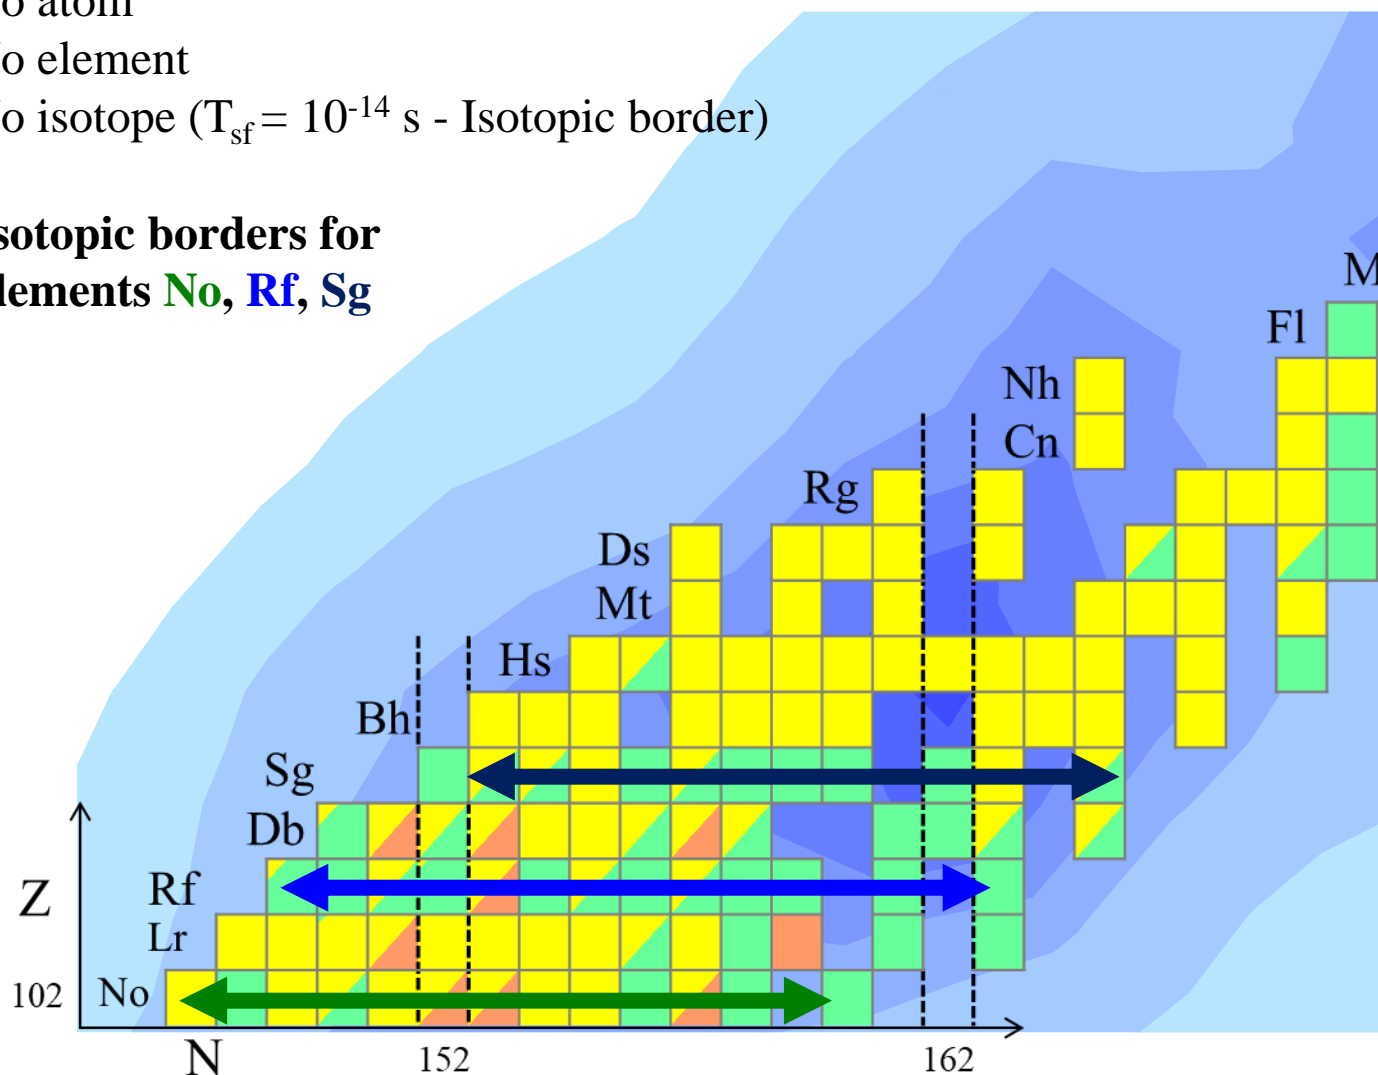 o atom
o element
o isotope (T_sf = 10^-14 s - Isotopic border)
sotopic borders for
lements No, Rf, Sg
M
Fl
Nh
Cn
Rg
Ds
Mt
Hs
Bh
Sg
Db
Rf
Z
Lr
102 No
N 152 162